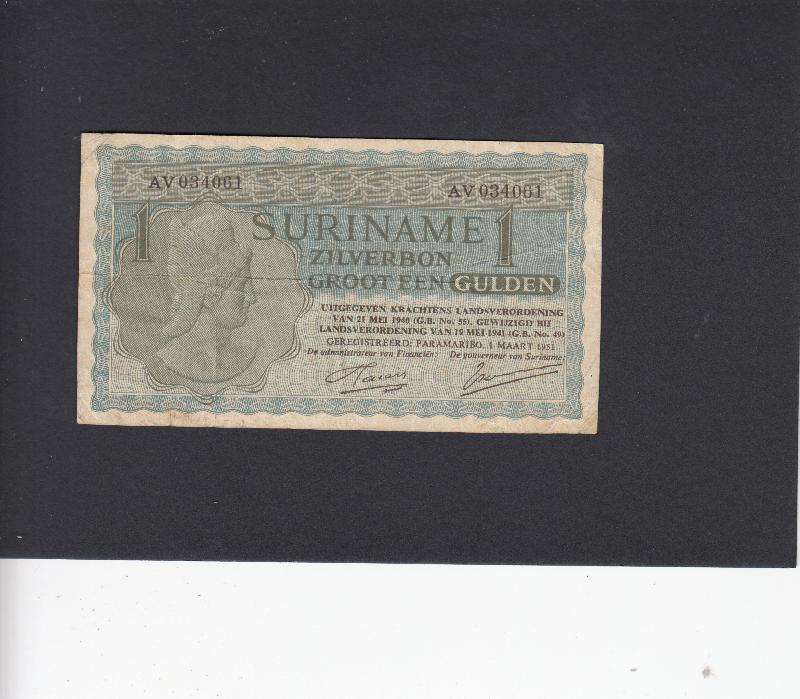 AV 034061
AV 034061
1 SURINAME 1
ZILVERBON
GROOT EEN GULDEN
UITGEGEVEN KRACHTENS LANDSVERORDENING
VAN 21 MEI 1940 (G.B. No. 55), GEWIJZIGD BIJ
LANDSVERORDENING VAN 19 MEI 1941 (G.B. No. 49)
GEREGISTREERD: PARAMARIBO, 1 MAART 1951
De administrateur van Financiën: De gouverneur van Suriname: